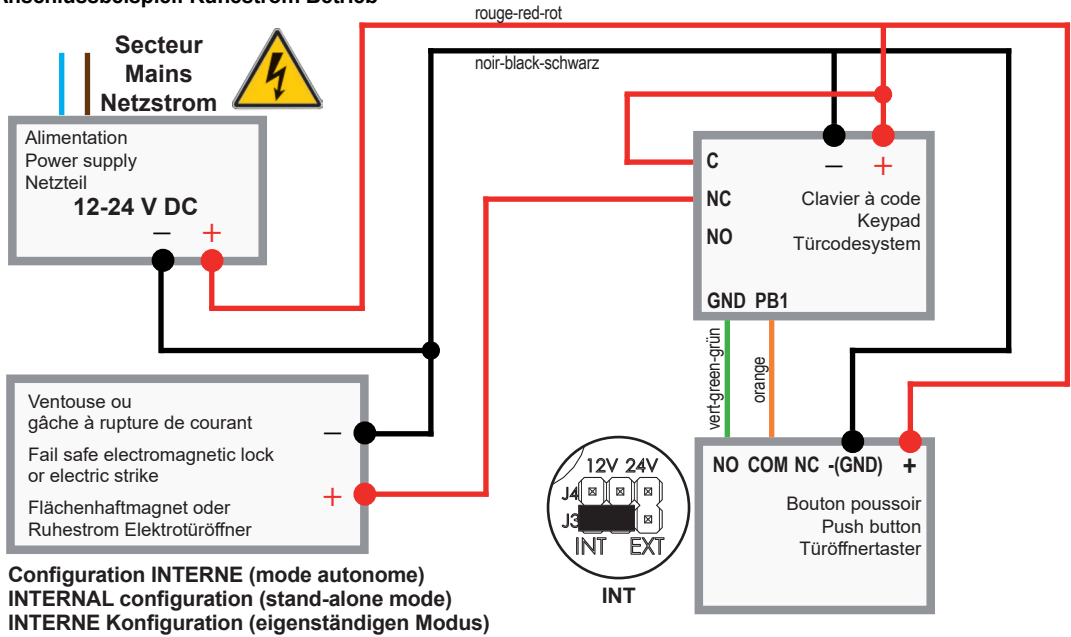 Anschlussbeispiell Ruhestrom Betrieb
rouge-red-rot
noir-black-schwarz
Secteur
Mains
Netzstrom
Alimentation
Power supply
Netzteil
12-24 V DC
– +
C
NC
NO
– +
Clavier à code
Keypad
Türcodesystem
GND PB1
vert-green-grün
orange
Ventouse ou
gâche à rupture de courant
Fail safe electromagnetic lock
or electric strike
Flächenhaftmagnet oder
Ruhestrom Elektrotüröffner
–
+
12V 24V
J4
J3
INT EXT
INT
NO COM NC -(GND) +
Bouton poussoir
Push button
Türöffnertaster
Configuration INTERNE (mode autonome)
INTERNAL configuration (stand-alone mode)
INTERNE Konfiguration (eigenständigen Modus)